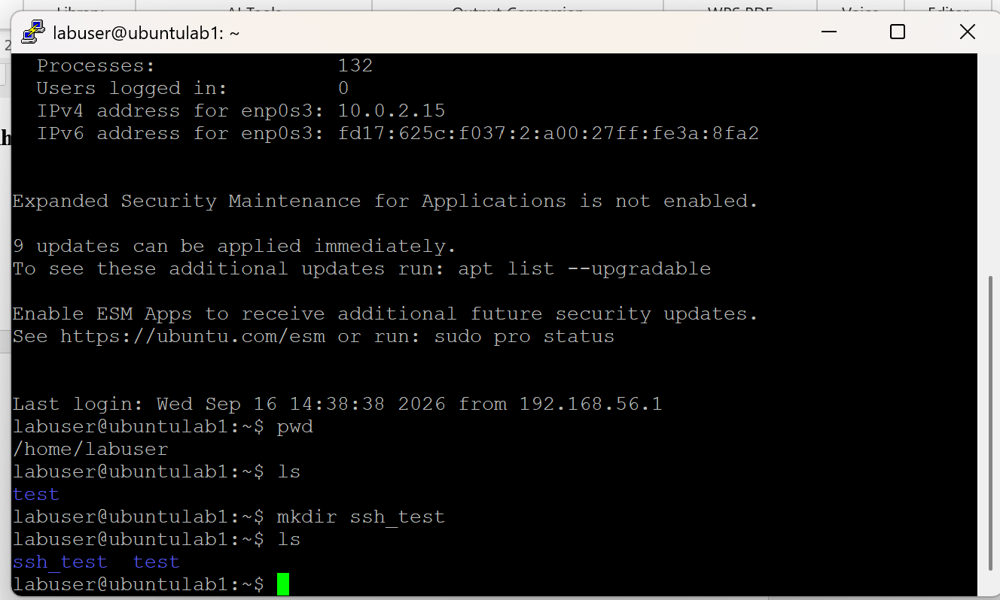 labuser@ubuntulab1: ~
Processes: 132
Users logged in: 0
IPv4 address for enp0s3: 10.0.2.15
IPv6 address for enp0s3: fd17:625c:f037:2:a00:27ff:fe3a:8fa2
Expanded Security Maintenance for Applications is not enabled.
9 updates can be applied immediately.
To see these additional updates run: apt list --upgradable
Enable ESM Apps to receive additional future security updates.
See https://ubuntu.com/esm or run: sudo pro status
Last login: Wed Sep 16 14:38:38 2026 from 192.168.56.1
labuser@ubuntulab1:~$ pwd
/home/labuser
labuser@ubuntulab1:~$ ls
test
labuser@ubuntulab1:~$ mkdir ssh_test
labuser@ubuntulab1:~$ ls
ssh_test test
labuser@ubuntulab1:~$